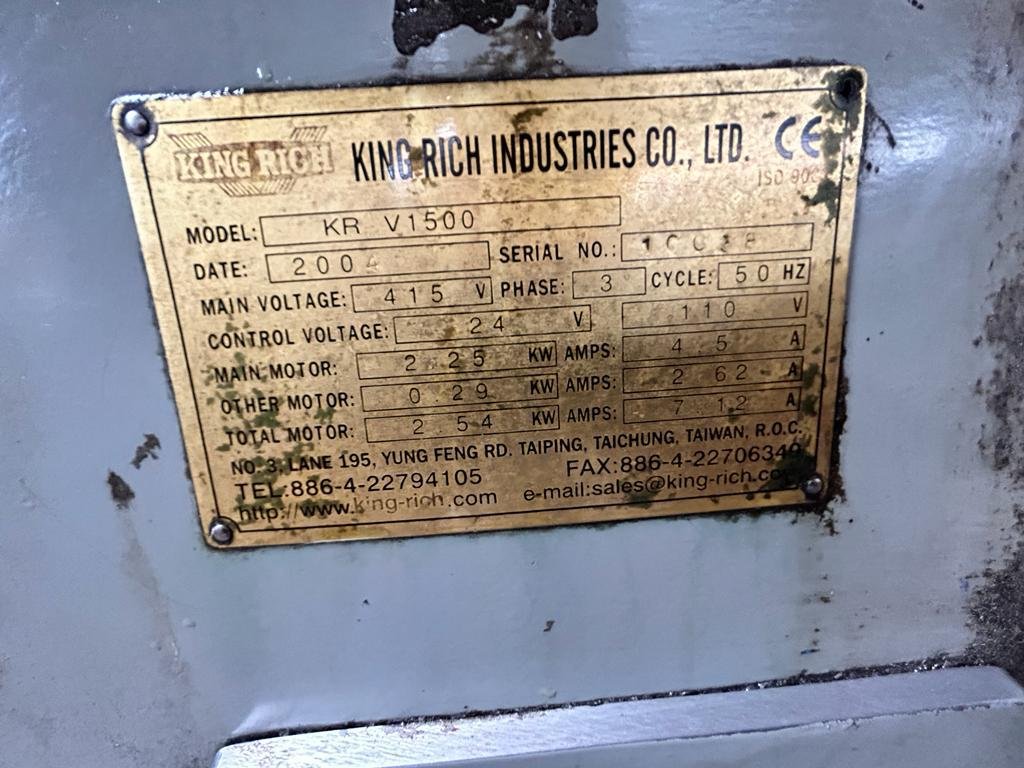 KING RICH
KING RICH INDUSTRIES CO., LTD. CE
ISO
MODEL: KR V1500
DATE: 2004 SERIAL NO.:
MAIN VOLTAGE: 415 V PHASE: 3 CYCLE: 50 HZ
CONTROL VOLTAGE: 24 V 110 V
MAIN MOTOR: 2.25 KW AMPS: 4.5 A
OTHER MOTOR: 0.29 KW AMPS: 2.62 A
TOTAL MOTOR: 2.54 KW AMPS: 7.12 A
NO. 3, LANE 195, YUNG FENG RD. TAIPING, TAICHUNG, TAIWAN, R.O.C.
TEL:886-4-22794105 FAX:886-4-22706349
http://www.king-rich.com e-mail:sales@king-rich.com